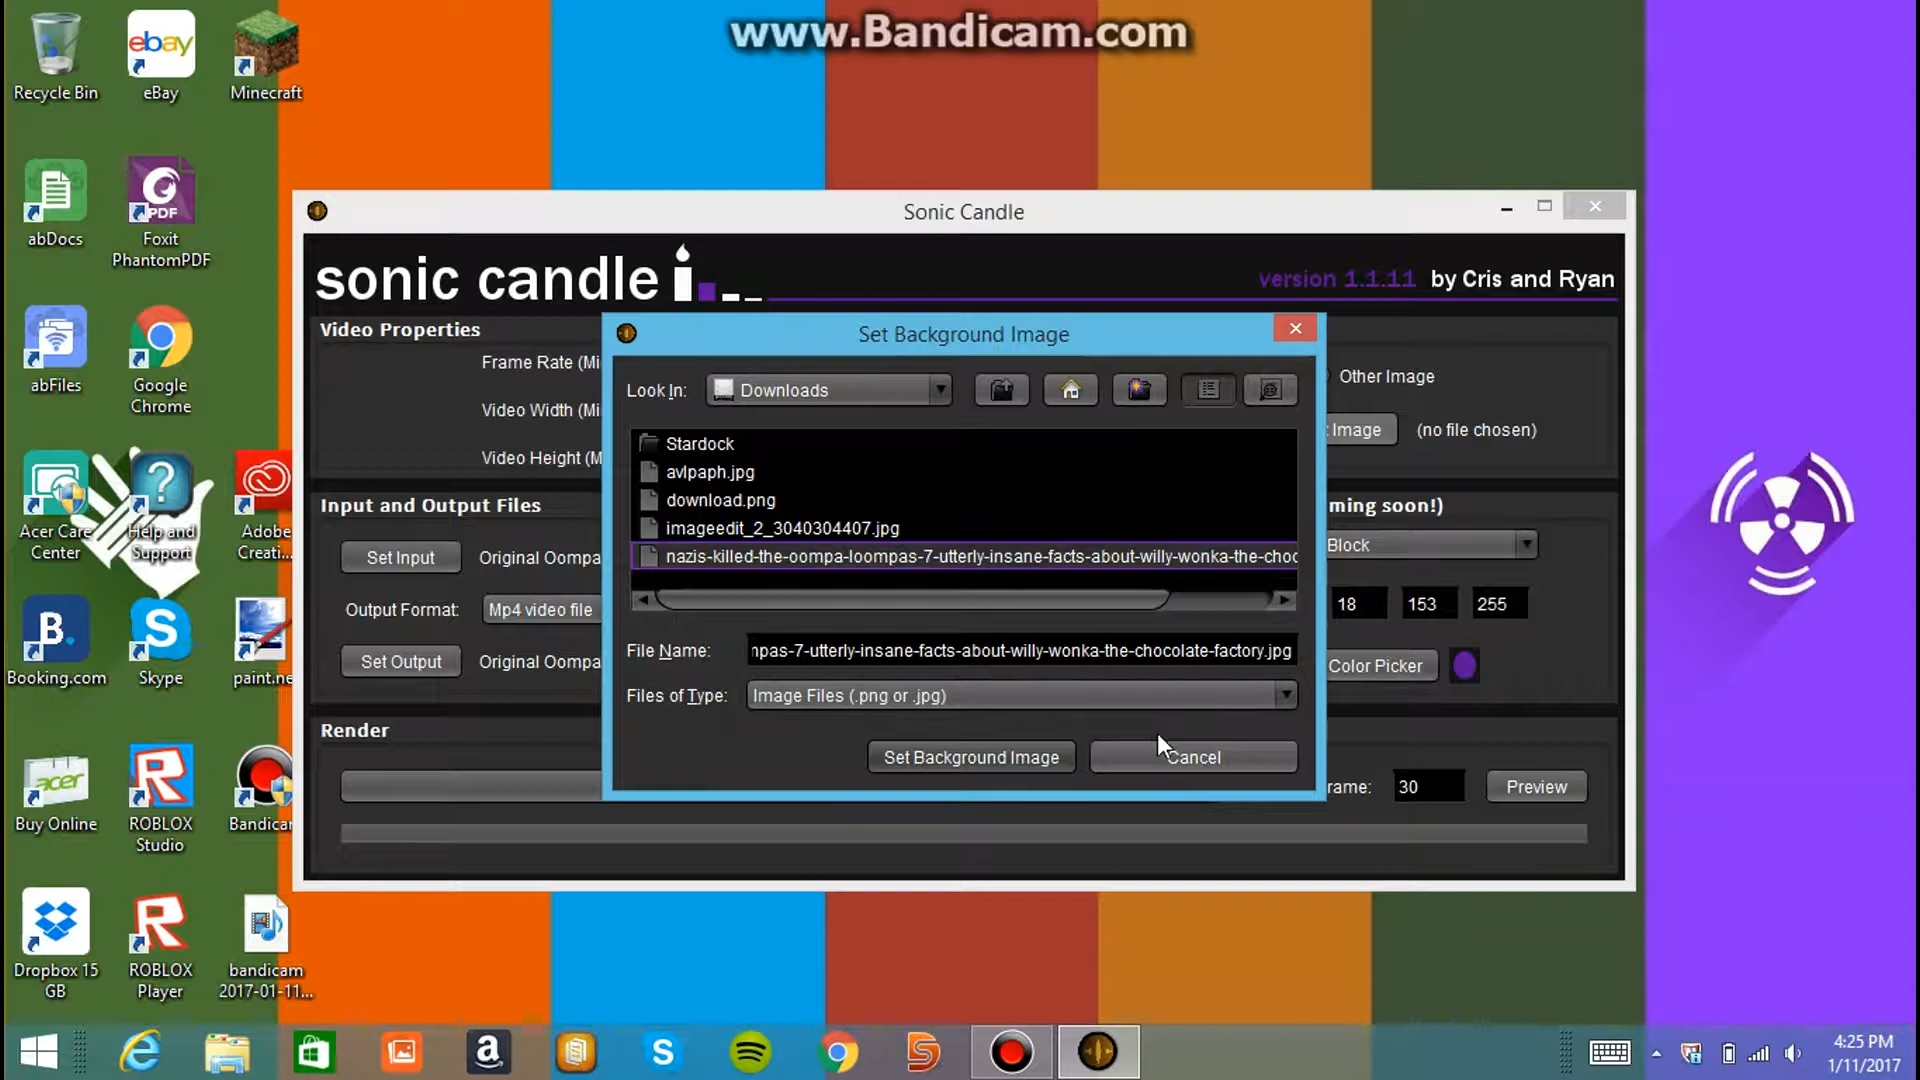 www.Bandicam.com
Recycle Bin
ebay
eBay
Minecraft
abDocs
PDF
Foxit
PhantomPDF
abFiles
Google
Chrome
Acer Care
Center
Help and
Support
Adobe
Creati...
B.
Booking.com
Skype
paint.ne
acer
Buy Online
ROBLOX
Studio
Bandicam
Dropbox 15
GB
ROBLOX
Player
bandicam
2017-01-11...
Sonic Candle
sonic candle
version 1.1.11 by Cris and Ryan
Video Properties
Frame Rate (Mi
Video Width (Mi
Video Height (M
Other Image
t Image (no file chosen)
Input and Output Files
Set Input Original Oompa
Output Format: Mp4 video file
Set Output Original Oompa
ming soon!)
Block
18 153 255
Color Picker
Render
rame: 30 Preview
Set Background Image
Look In: Downloads
Stardock
avlpaph.jpg
download.png
imageedit_2_3040304407.jpg
nazis-killed-the-oompa-loompas-7-utterly-insane-facts-about-willy-wonka-the-choc
File Name: npas-7-utterly-insane-facts-about-willy-wonka-the-chocolate-factory.jpg
Files of Type: Image Files (.png or .jpg)
Set Background Image Cancel
4:25 PM
1/11/2017